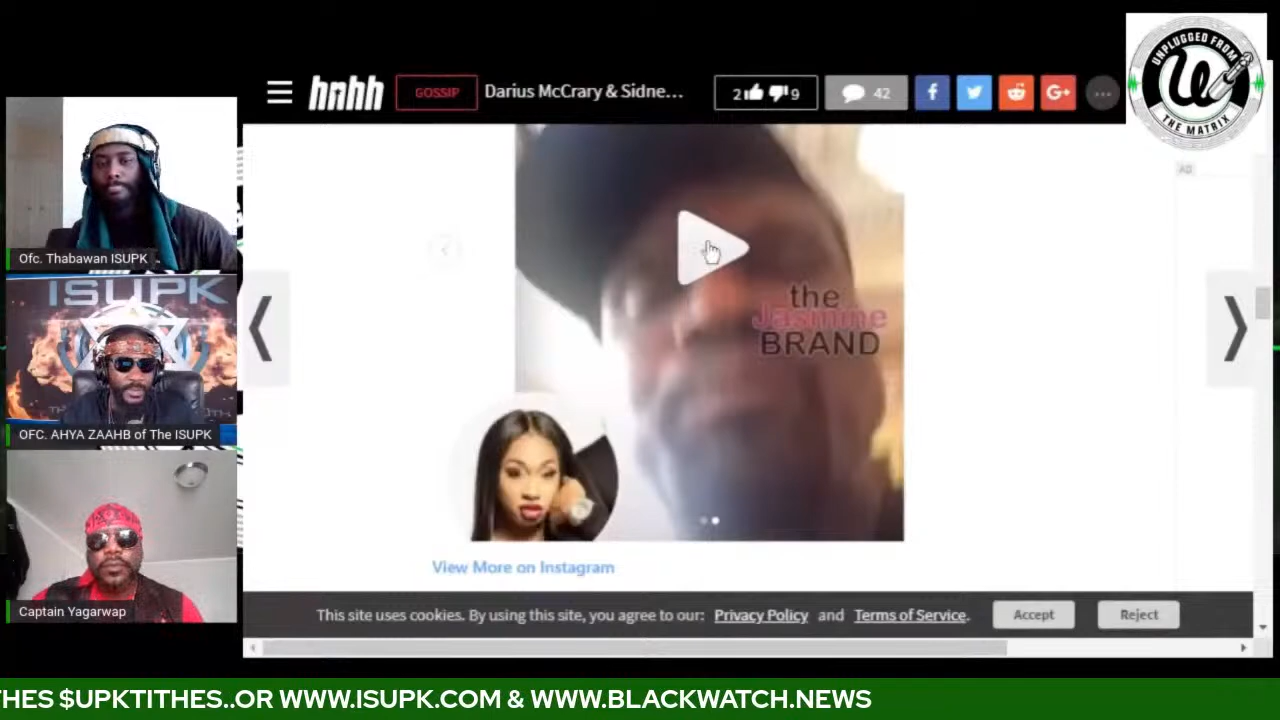 hnhh
GOSSIP
Darius McCrary & Sidne...
2
9
42
f
G+
...
UNPLUGGED FROM
THE MATRIX
AD
the
Jasmine
BRAND
Ofc. Thabawan ISUPK
ISUPK
OFC. AHYA ZAAHB of The ISUPK
Captain Yagarwap
View More on Instagram
This site uses cookies. By using this site, you agree to our: Privacy Policy and Terms of Service.
Accept
Reject
THES $UPKTITHES..OR WWW.ISUPK.COM & WWW.BLACKWATCH.NEWS